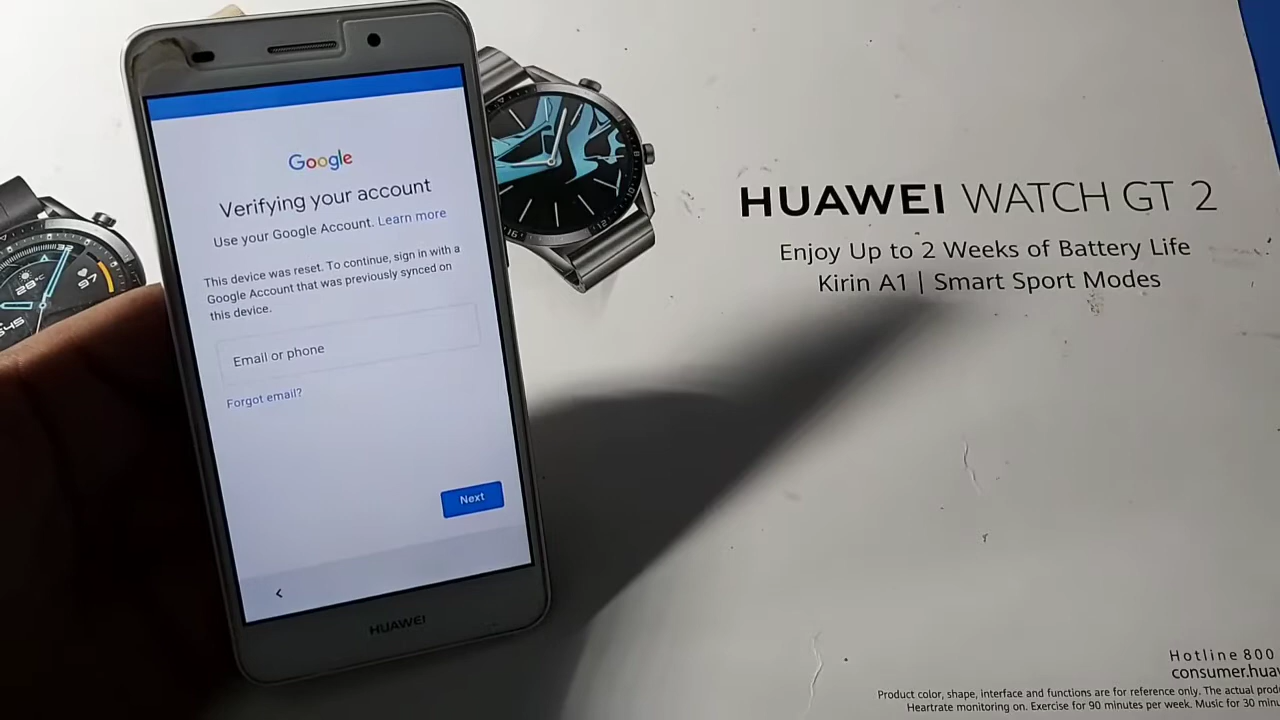 Google
Verifying your account
Use your Google Account. Learn more
This device was reset. To continue, sign in with a
Google Account that was previously synced on
this device.
Email or phone
Forgot email?
Next
HUAWEI
HUAWEI WATCH GT 2
Enjoy Up to 2 Weeks of Battery Life
Kirin A1 | Smart Sport Modes
Hotline 800
consumer.huaw
Product color, shape, interface and functions are for reference only. The actual prod
Heartrate monitoring on. Exercise for 90 minutes per week. Music for 30 min